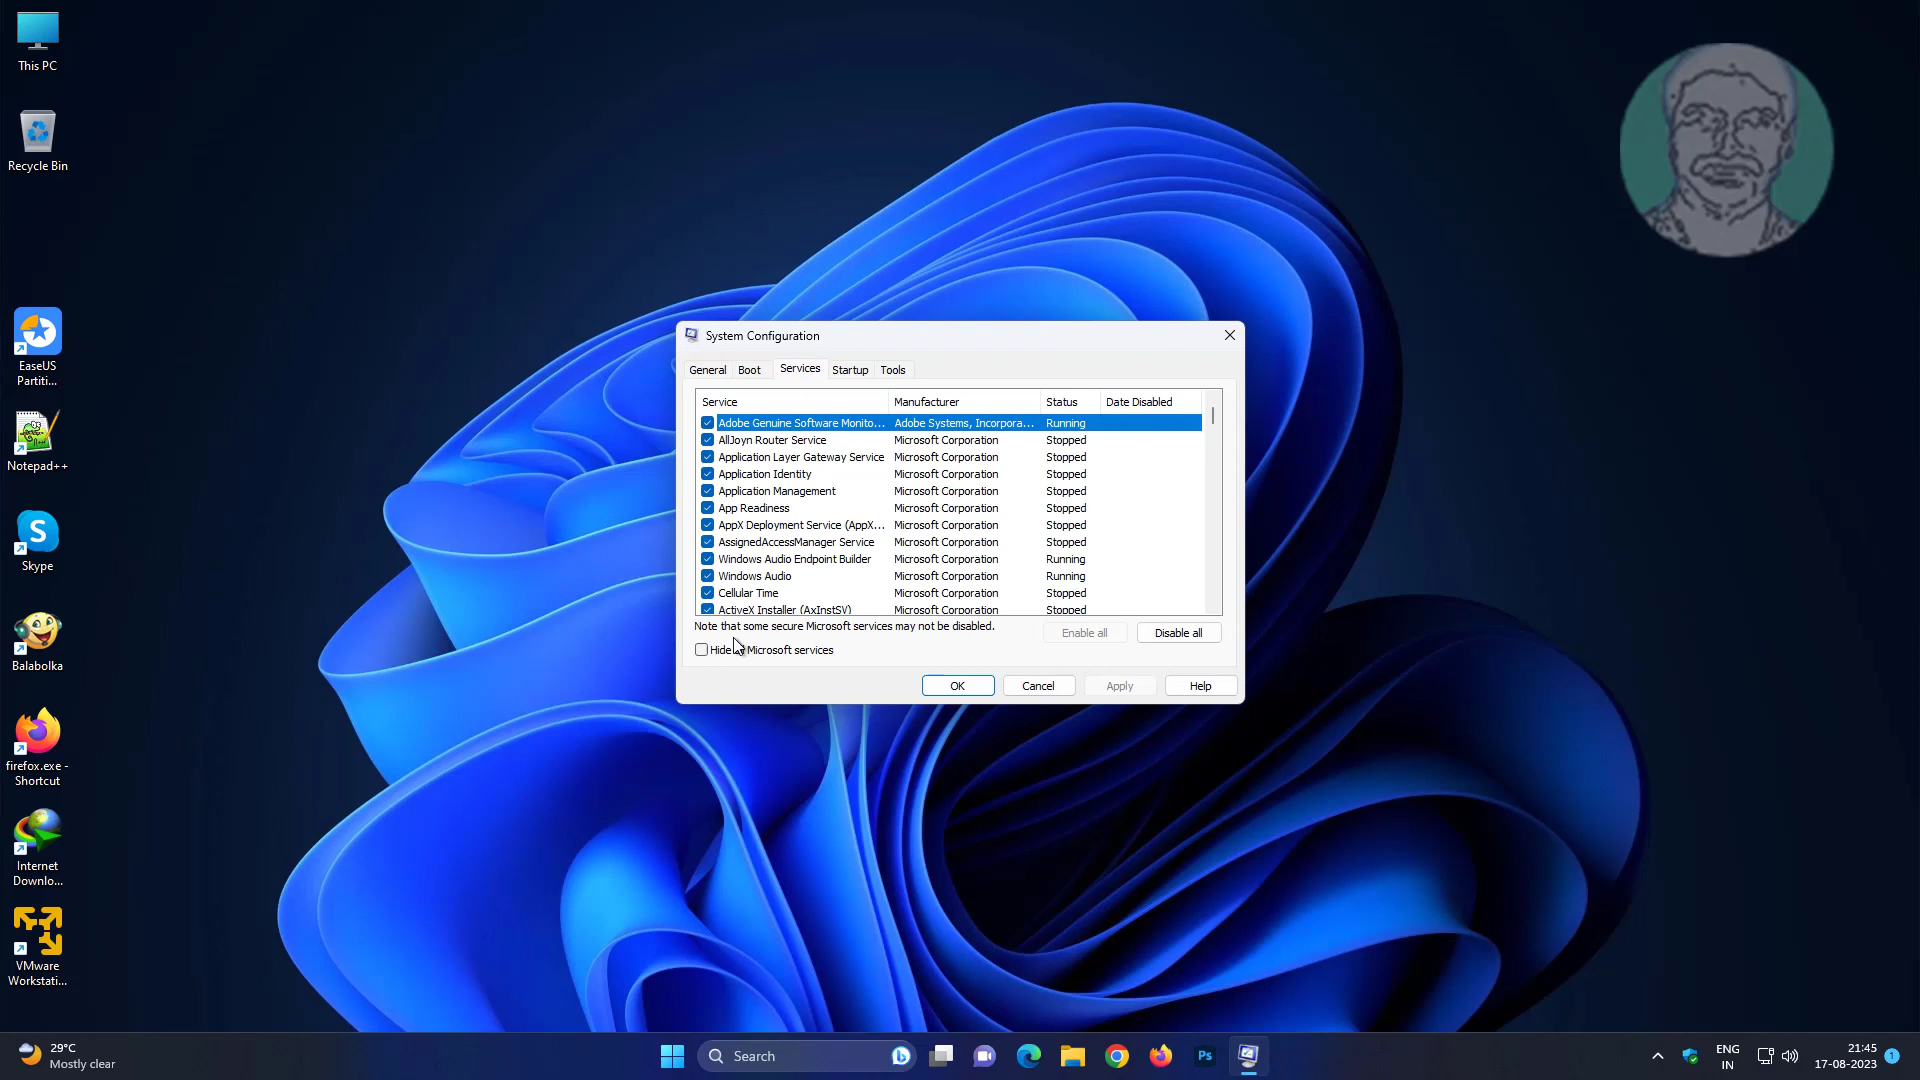 This PC
Recycle Bin
EaseUS
Partiti...
Notepad++
Skype
Balabolka
firefox.exe -
Shortcut
Internet
Downlo...
VMware
Workstati...
System Configuration
General Boot Services Startup Tools
Service Manufacturer Status Date Disabled
Adobe Genuine Software Monito... Adobe Systems, Incorpora... Running
AllJoyn Router Service Microsoft Corporation Stopped
Application Layer Gateway Service Microsoft Corporation Stopped
Application Identity Microsoft Corporation Stopped
Application Management Microsoft Corporation Stopped
App Readiness Microsoft Corporation Stopped
AppX Deployment Service (AppX... Microsoft Corporation Stopped
AssignedAccessManager Service Microsoft Corporation Stopped
Windows Audio Endpoint Builder Microsoft Corporation Running
Windows Audio Microsoft Corporation Running
Cellular Time Microsoft Corporation Stopped
ActiveX Installer (AxInstSV) Microsoft Corporation Stopped
Note that some secure Microsoft services may not be disabled.
Enable all Disable all
Hide Microsoft services
OK Cancel Apply Help
29°C
Mostly clear
Search
Ps
ENG
IN
21:45
17-08-2023
1